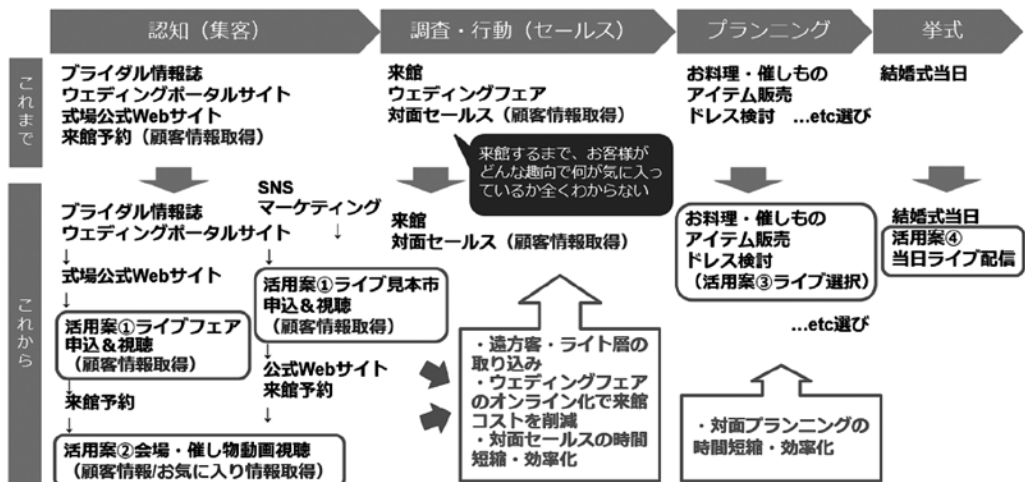 認知（集客）
調査・行動（セールス）
プランニング
挙式
これまで
ブライダル情報誌
ウェディングポータルサイト
式場公式Webサイト
来館予約（顧客情報取得）
来館
ウェディングフェア
対面セールス（顧客情報取得）
お料理・催しもの
アイテム販売
ドレス検討　…etc選び
結婚式当日
来館するまで、お客様が
どんな趣向で何が気に入っ
ているか全くわからない
これから
ブライダル情報誌
ウェディングポータルサイト
↓
式場公式Webサイト
↓
活用案①ライブフェア
申込&視聴
（顧客情報取得）
↓
来館予約
↓
SNS
マーケティング
↓
活用案①ライブ見本市
申込&視聴
（顧客情報取得）
↓
公式Webサイト
来館予約
↓
活用案②会場・催し物動画視聴
（顧客情報/お気に入り情報取得）
来館
対面セールス（顧客情報取得）
・遠方客・ライト層の
取り込み
・ウェディングフェア
のオンライン化で来館
コストを削減
・対面セールスの時間
短縮・効率化
お料理・催しもの
アイテム販売
ドレス検討
（活用案③ライブ選択）
…etc選び
・対面プランニングの
時間短縮・効率化
結婚式当日
活用案④
当日ライブ配信